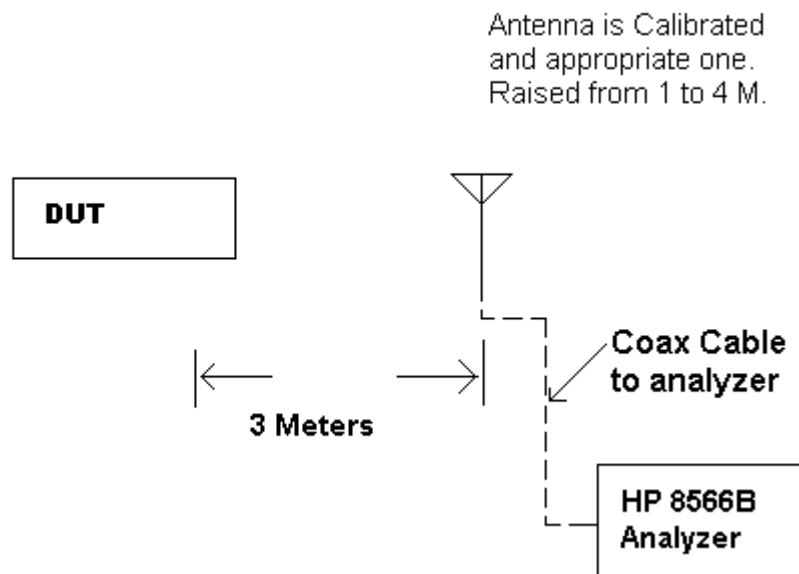 Antenna is Calibrated
and appropriate one.
Raised from 1 to 4 M.
DUT
Coax Cable
to analyzer
3 Meters
HP 8566B
Analyzer